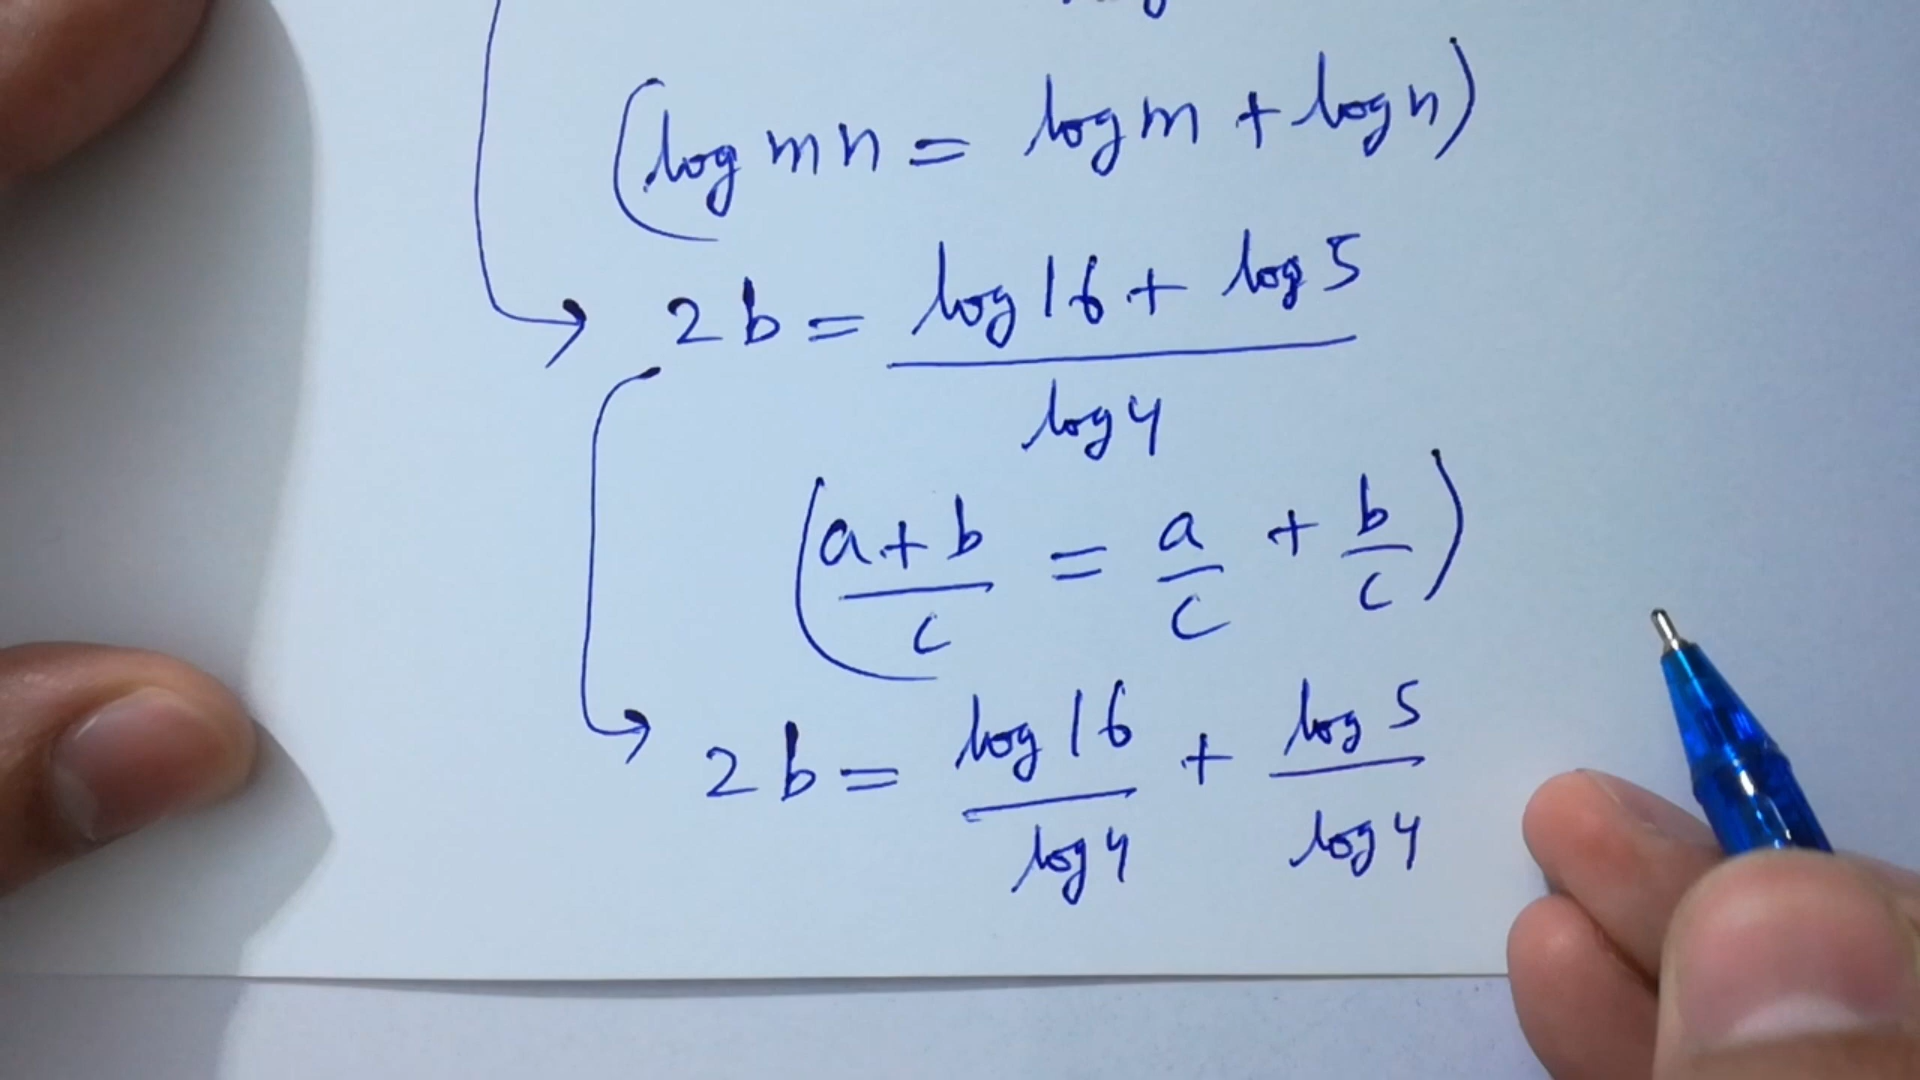 (log mn = log m + log n)
2b = (log 16 + log 5) / log 4
((a + b) / c = a/c + b/c)
2b = log 16 / log 4 + log 5 / log 4